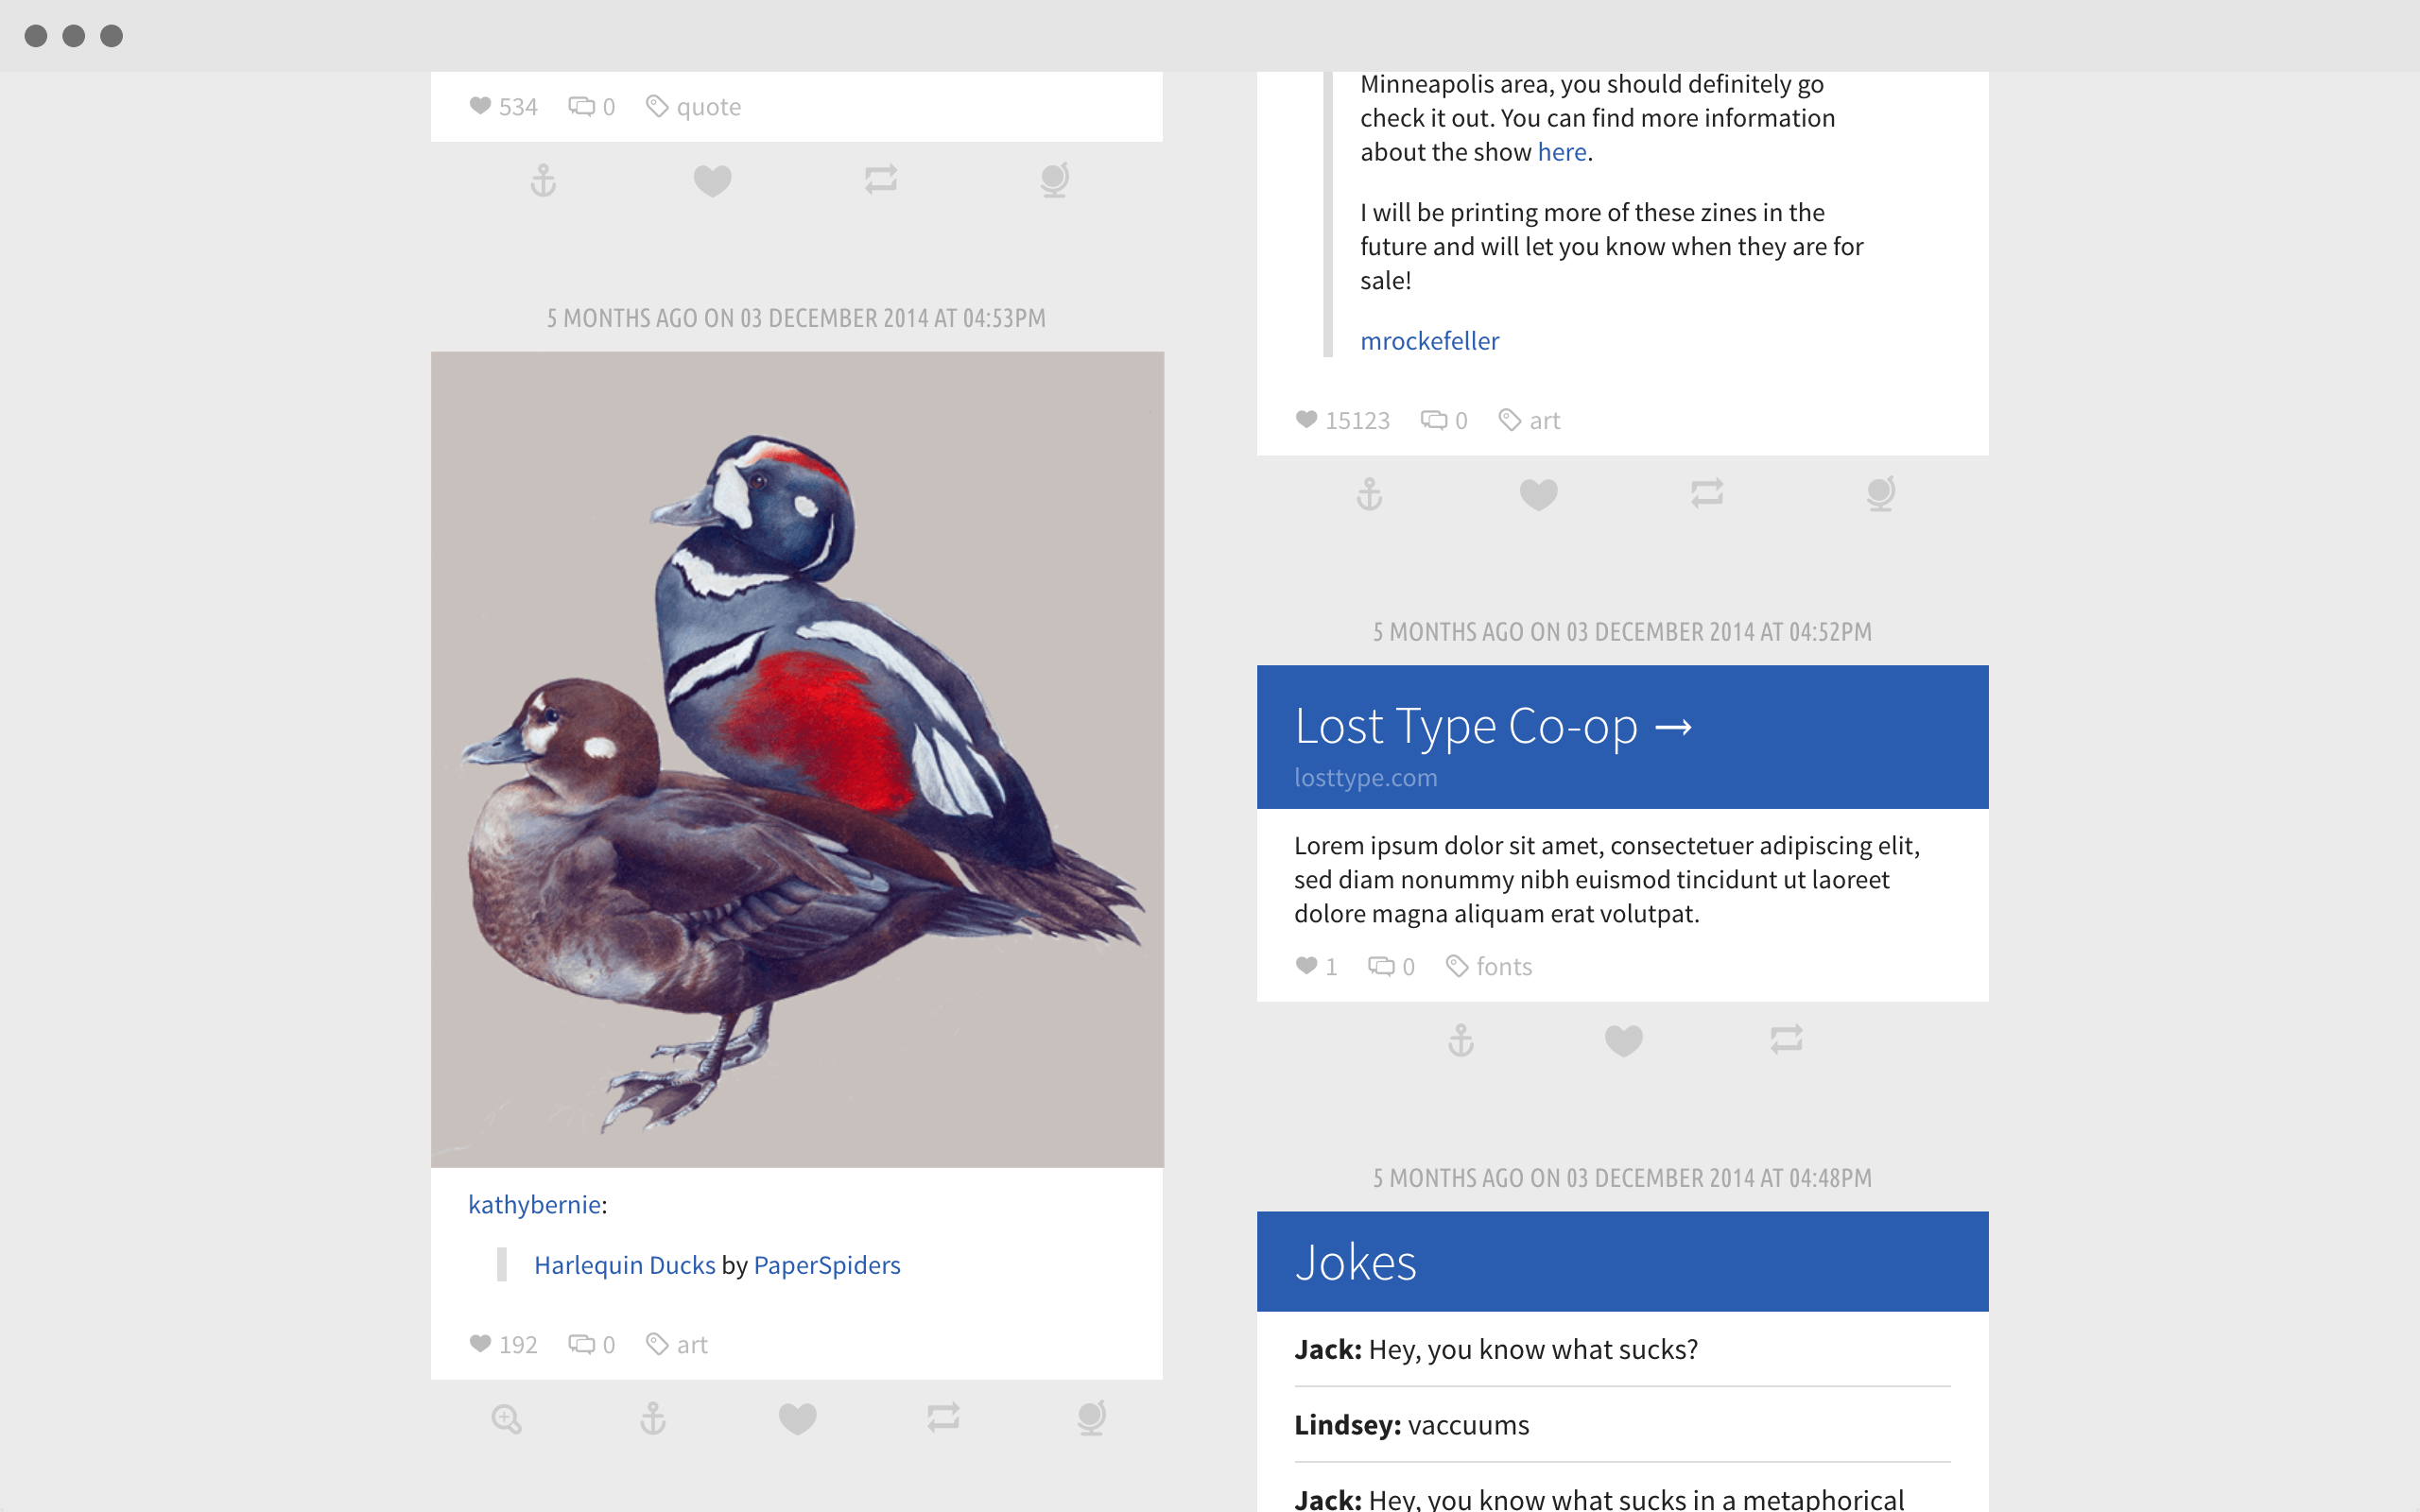 534 0 quote
5 MONTHS AGO ON 03 DECEMBER 2014 AT 04:53PM
kathybernie:
Harlequin Ducks by PaperSpiders
192 0 art
Minneapolis area, you should definitely go
check it out. You can find more information
about the show here.
I will be printing more of these zines in the
future and will let you know when they are for
sale!
mrockefeller
15123 0 art
5 MONTHS AGO ON 03 DECEMBER 2014 AT 04:52PM
Lost Type Co-op →
losttype.com
Lorem ipsum dolor sit amet, consectetuer adipiscing elit,
sed diam nonummy nibh euismod tincidunt ut laoreet
dolore magna aliquam erat volutpat.
1 0 fonts
5 MONTHS AGO ON 03 DECEMBER 2014 AT 04:48PM
Jokes
Jack: Hey, you know what sucks?
Lindsey: vaccuums
Jack: Hey, you know what sucks in a metaphorical